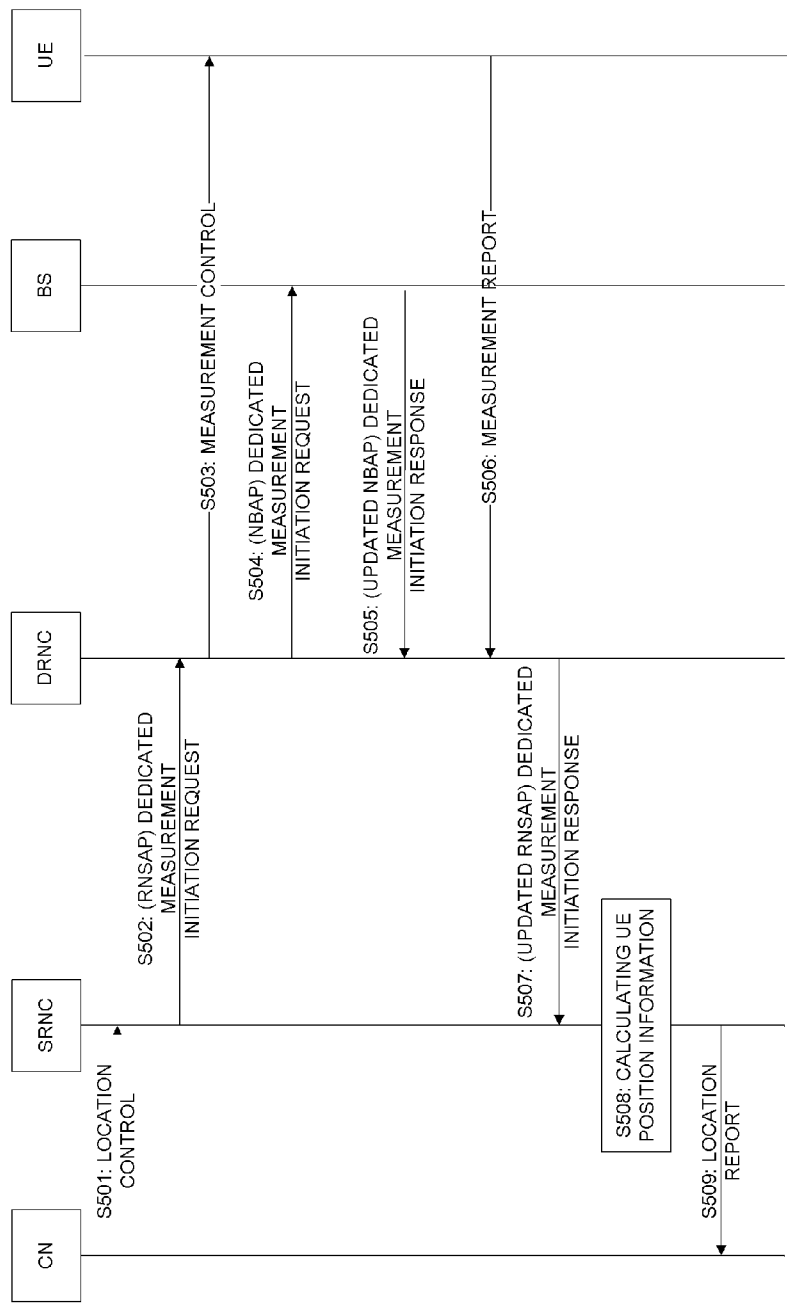 CN
SRNC
DRNC
BS
UE
S501: LOCATION
CONTROL
S502: (RNSAP) DEDICATED
MEASUREMENT
INITIATION REQUEST
S503: MEASUREMENT CONTROL
S504: (NBAP) DEDICATED
MEASUREMENT
INITIATION REQUEST
S505: (UPDATED NBAP) DEDICATED
MEASUREMENT
INITIATION RESPONSE
S506: MEASUREMENT REPORT
S507: (UPDATED RNSAP) DEDICATED
MEASUREMENT
INITIATION RESPONSE
S508: CALCULATING UE
POSITION INFORMATION
S509: LOCATION
REPORT